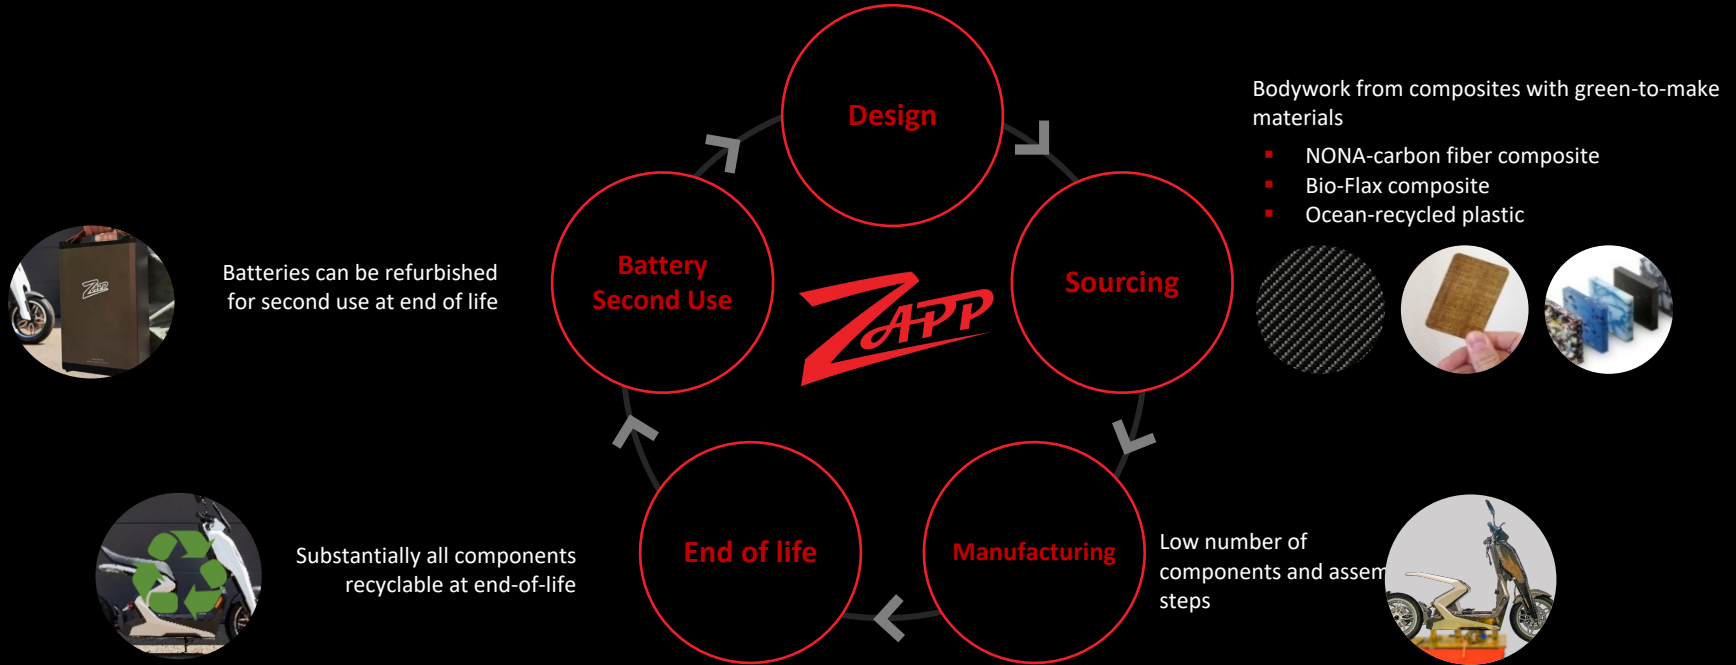 Design
Bodywork from composites with green-to-make
materials
NONA-carbon fiber composite
Bio-Flax composite
Ocean-recycled plastic
Sourcing
Battery
Second Use
Batteries can be refurbished
for second use at end of life
ZAPP
ZAPP
End of life
Substantially all components
recyclable at end-of-life
Manufacturing
Low number of
components and assem
steps